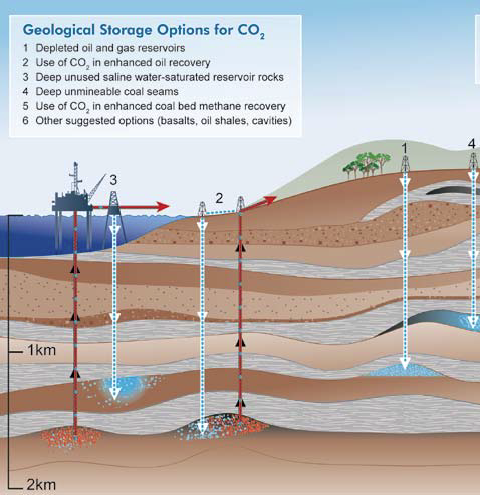 Geological Storage Options for CO₂
1 Depleted oil and gas reservoirs
2 Use of CO₂ in enhanced oil recovery
3 Deep unused saline water-saturated reservoir rocks
4 Deep unmineable coal seams
5 Use of CO₂ in enhanced coal bed methane recovery
6 Other suggested options (basalts, oil shales, cavities)
1
4
3
2
1km
2km